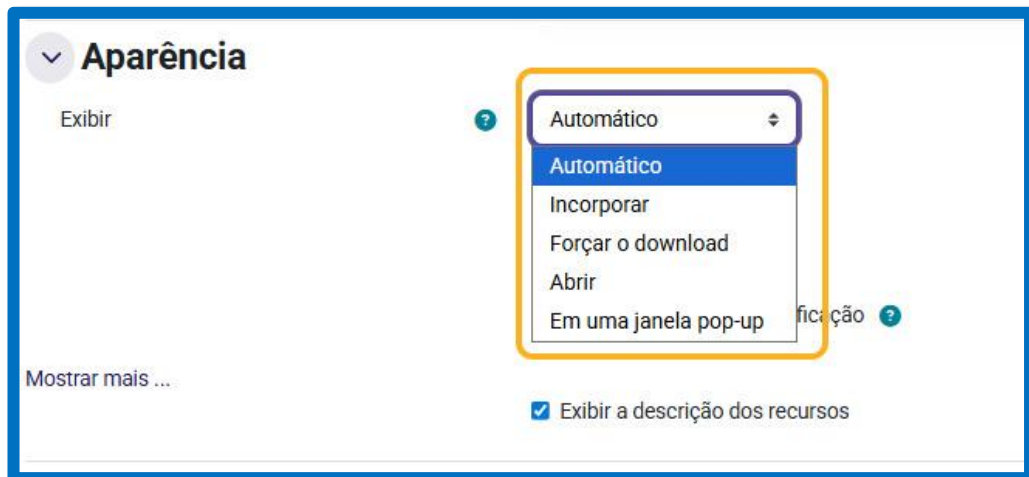 Aparência
Exibir
Automático
Automático
Incorporar
Forçar o download
Abrir
Em uma janela pop-up
ficação
Mostrar mais ...
Exibir a descrição dos recursos